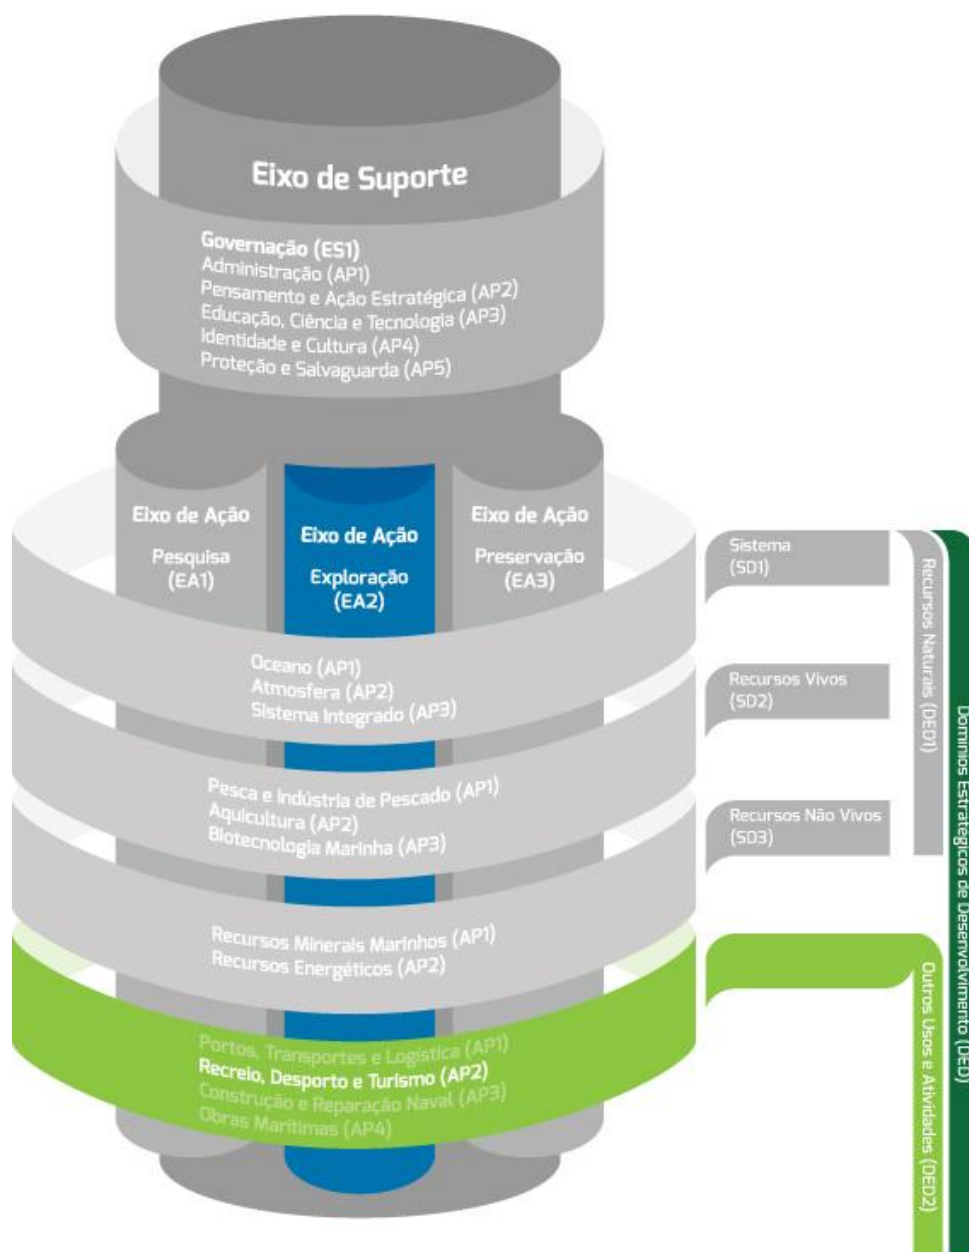 Eixo de Suporte
Governação (ES1)
Administração (AP1)
Pensamento e Ação Estratégica (AP2)
Educação, Ciência e Tecnologia (AP3)
Identidade e Cultura (AP4)
Proteção e Salvaguarda (AP5)
Eixo de Ação
Pesquisa
(EA1)
Eixo de Ação
Exploração
(EA2)
Eixo de Ação
Preservação
(EA3)
Oceano (AP1)
Atmosfera (AP2)
Sistema Integrado (AP3)
Sistema
(SD1)
Pesca e Indústria de Pescado (AP1)
Aquicultura (AP2)
Biotecnologia Marinha (AP3)
Recursos Vivos
(SD2)
Recursos Minerais Marinhos (AP1)
Recursos Energéticos (AP2)
Recursos Não Vivos
(SD3)
Recursos Naturais (DED1)
Portos, Transportes e Logística (AP1)
Recreio, Desporto e Turismo (AP2)
Construção e Reparação Naval (AP3)
Obras Marítimas (AP4)
Outros Usos e Atividades (DED2)
Domínios Estratégicos de Desenvolvimento (DED)